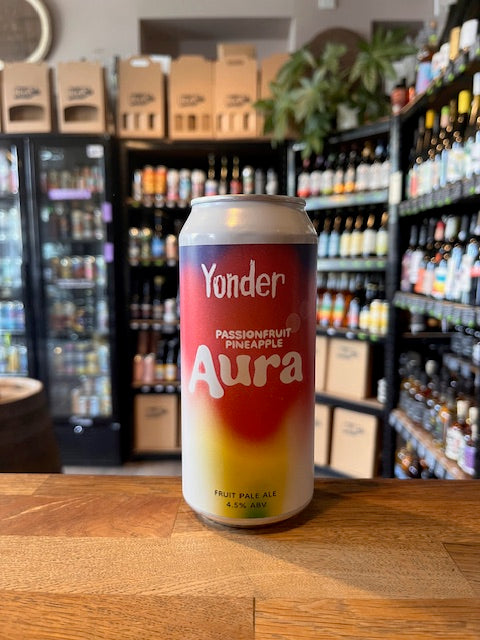 Yonder
PASSIONFRUIT
PINEAPPLE
Aura
FRUIT PALE ALE
4.5% ABV